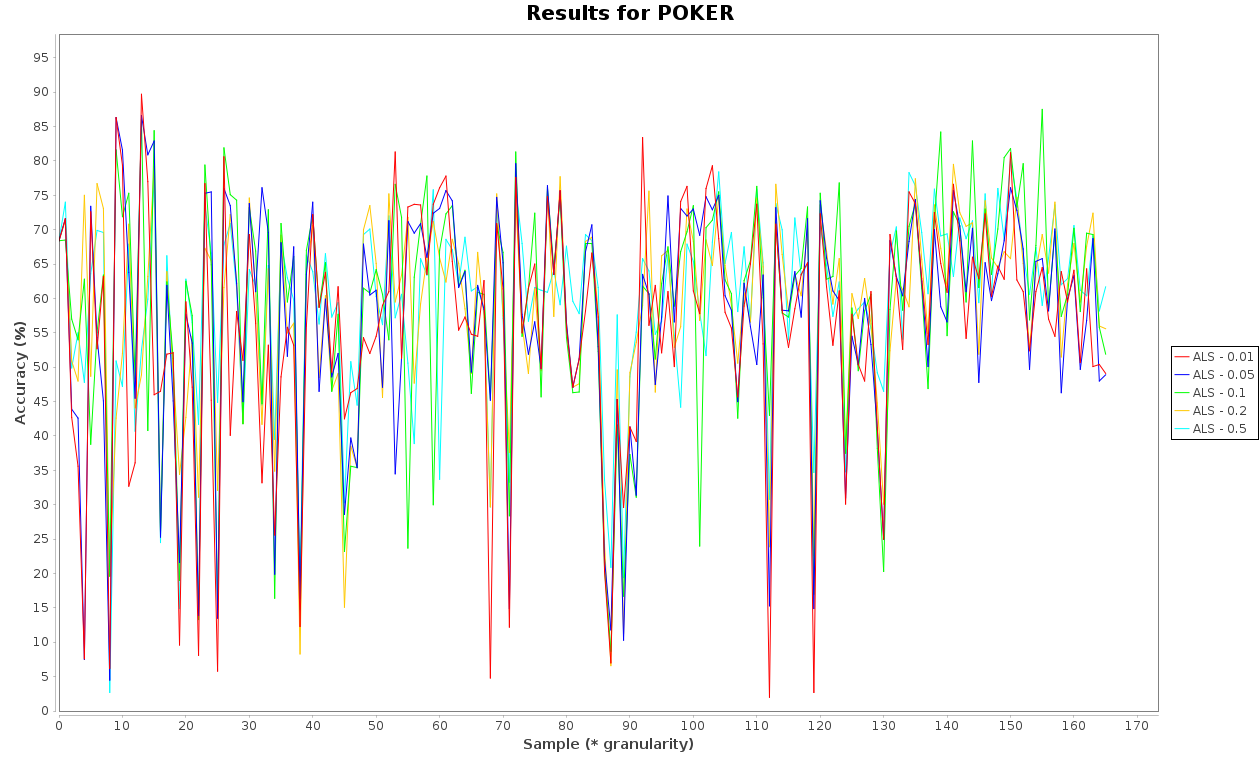 Results for POKER
Accuracy (%)
95
90
85
80
75
70
65
60
55
50
45
40
35
30
25
20
15
10
5
0
0 10 20 30 40 50 60 70 80 90 100 110 120 130 140 150 160 170
Sample (* granularity)
ALS - 0.01
ALS - 0.05
ALS - 0.1
ALS - 0.2
ALS - 0.5